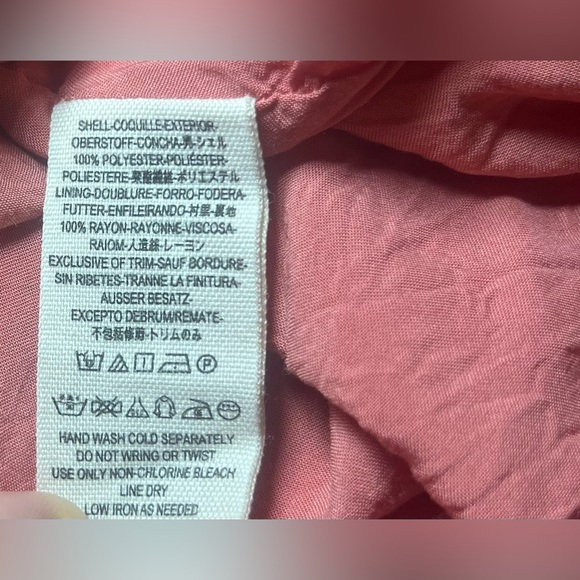 SHELL-COQUILLE-EXTERIOR-
OBERSTOFF-CONCHA-売-シェル
100% POLYESTER-POLIÉSTER-
POLIESTERE-聚酯纖維-ポリエステル
LINING-DOUBLURE-FORRO-FODERA-
FUTTER-ENFILEIRANDO-衬里-裏地
100% RAYON-RAYONNE-VISCOSA-
RAIOM-人造絲-レーヨン
EXCLUSIVE OF TRIM-SAUF BORDURE-
SIN RIBETES-TRANNE LA FINITURA-
AUSSER BESATZ-
EXCEPTO DEBRUM/REMATE-
不包括修飾-トリムのみ
HAND WASH COLD SEPARATELY
DO NOT WRING OR TWIST
USE ONLY NON-CHLORINE BLEACH
LINE DRY
LOW IRON AS NEEDED